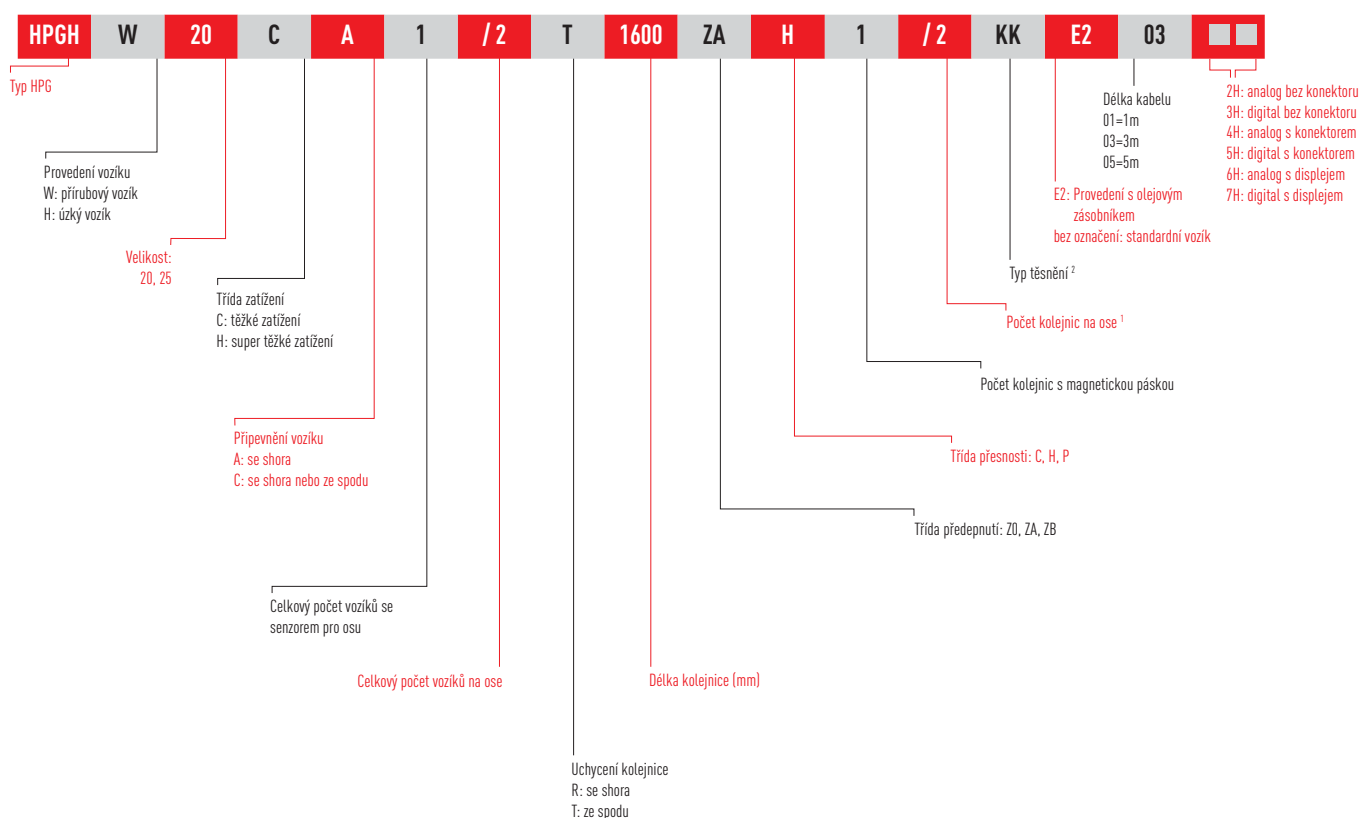 HPGH W 20 C A 1 / 2 T 1600 ZA H 1 / 2 KK E2 03
Typ HPG
Provedení vozíku
W: přírubový vozík
H: úzký vozík
Velikost:
20, 25
Třída zatížení
C: těžké zatížení
H: super těžké zatížení
Připevnění vozíku
A: se shora
C: se shora nebo ze spodu
Celkový počet vozíků se
senzorem pro osu
Celkový počet vozíků na ose
Uchycení kolejnice
R: se shora
T: ze spodu
Délka kolejnice (mm)
Třída předepnutí: Z0, ZA, ZB
Třída přesnosti: C, H, P
Počet kolejnic s magnetickou páskou
Počet kolejnic na ose ¹
Typ těsnění ²
E2: Provedení s olejovým
zásobníkem
bez označení: standardní vozík
Délka kabelu
01=1m
03=3m
05=5m
2H: analog bez konektoru
3H: digital bez konektoru
4H: analog s konektorem
5H: digital s konektorem
6H: analog s displejem
7H: digital s displejem